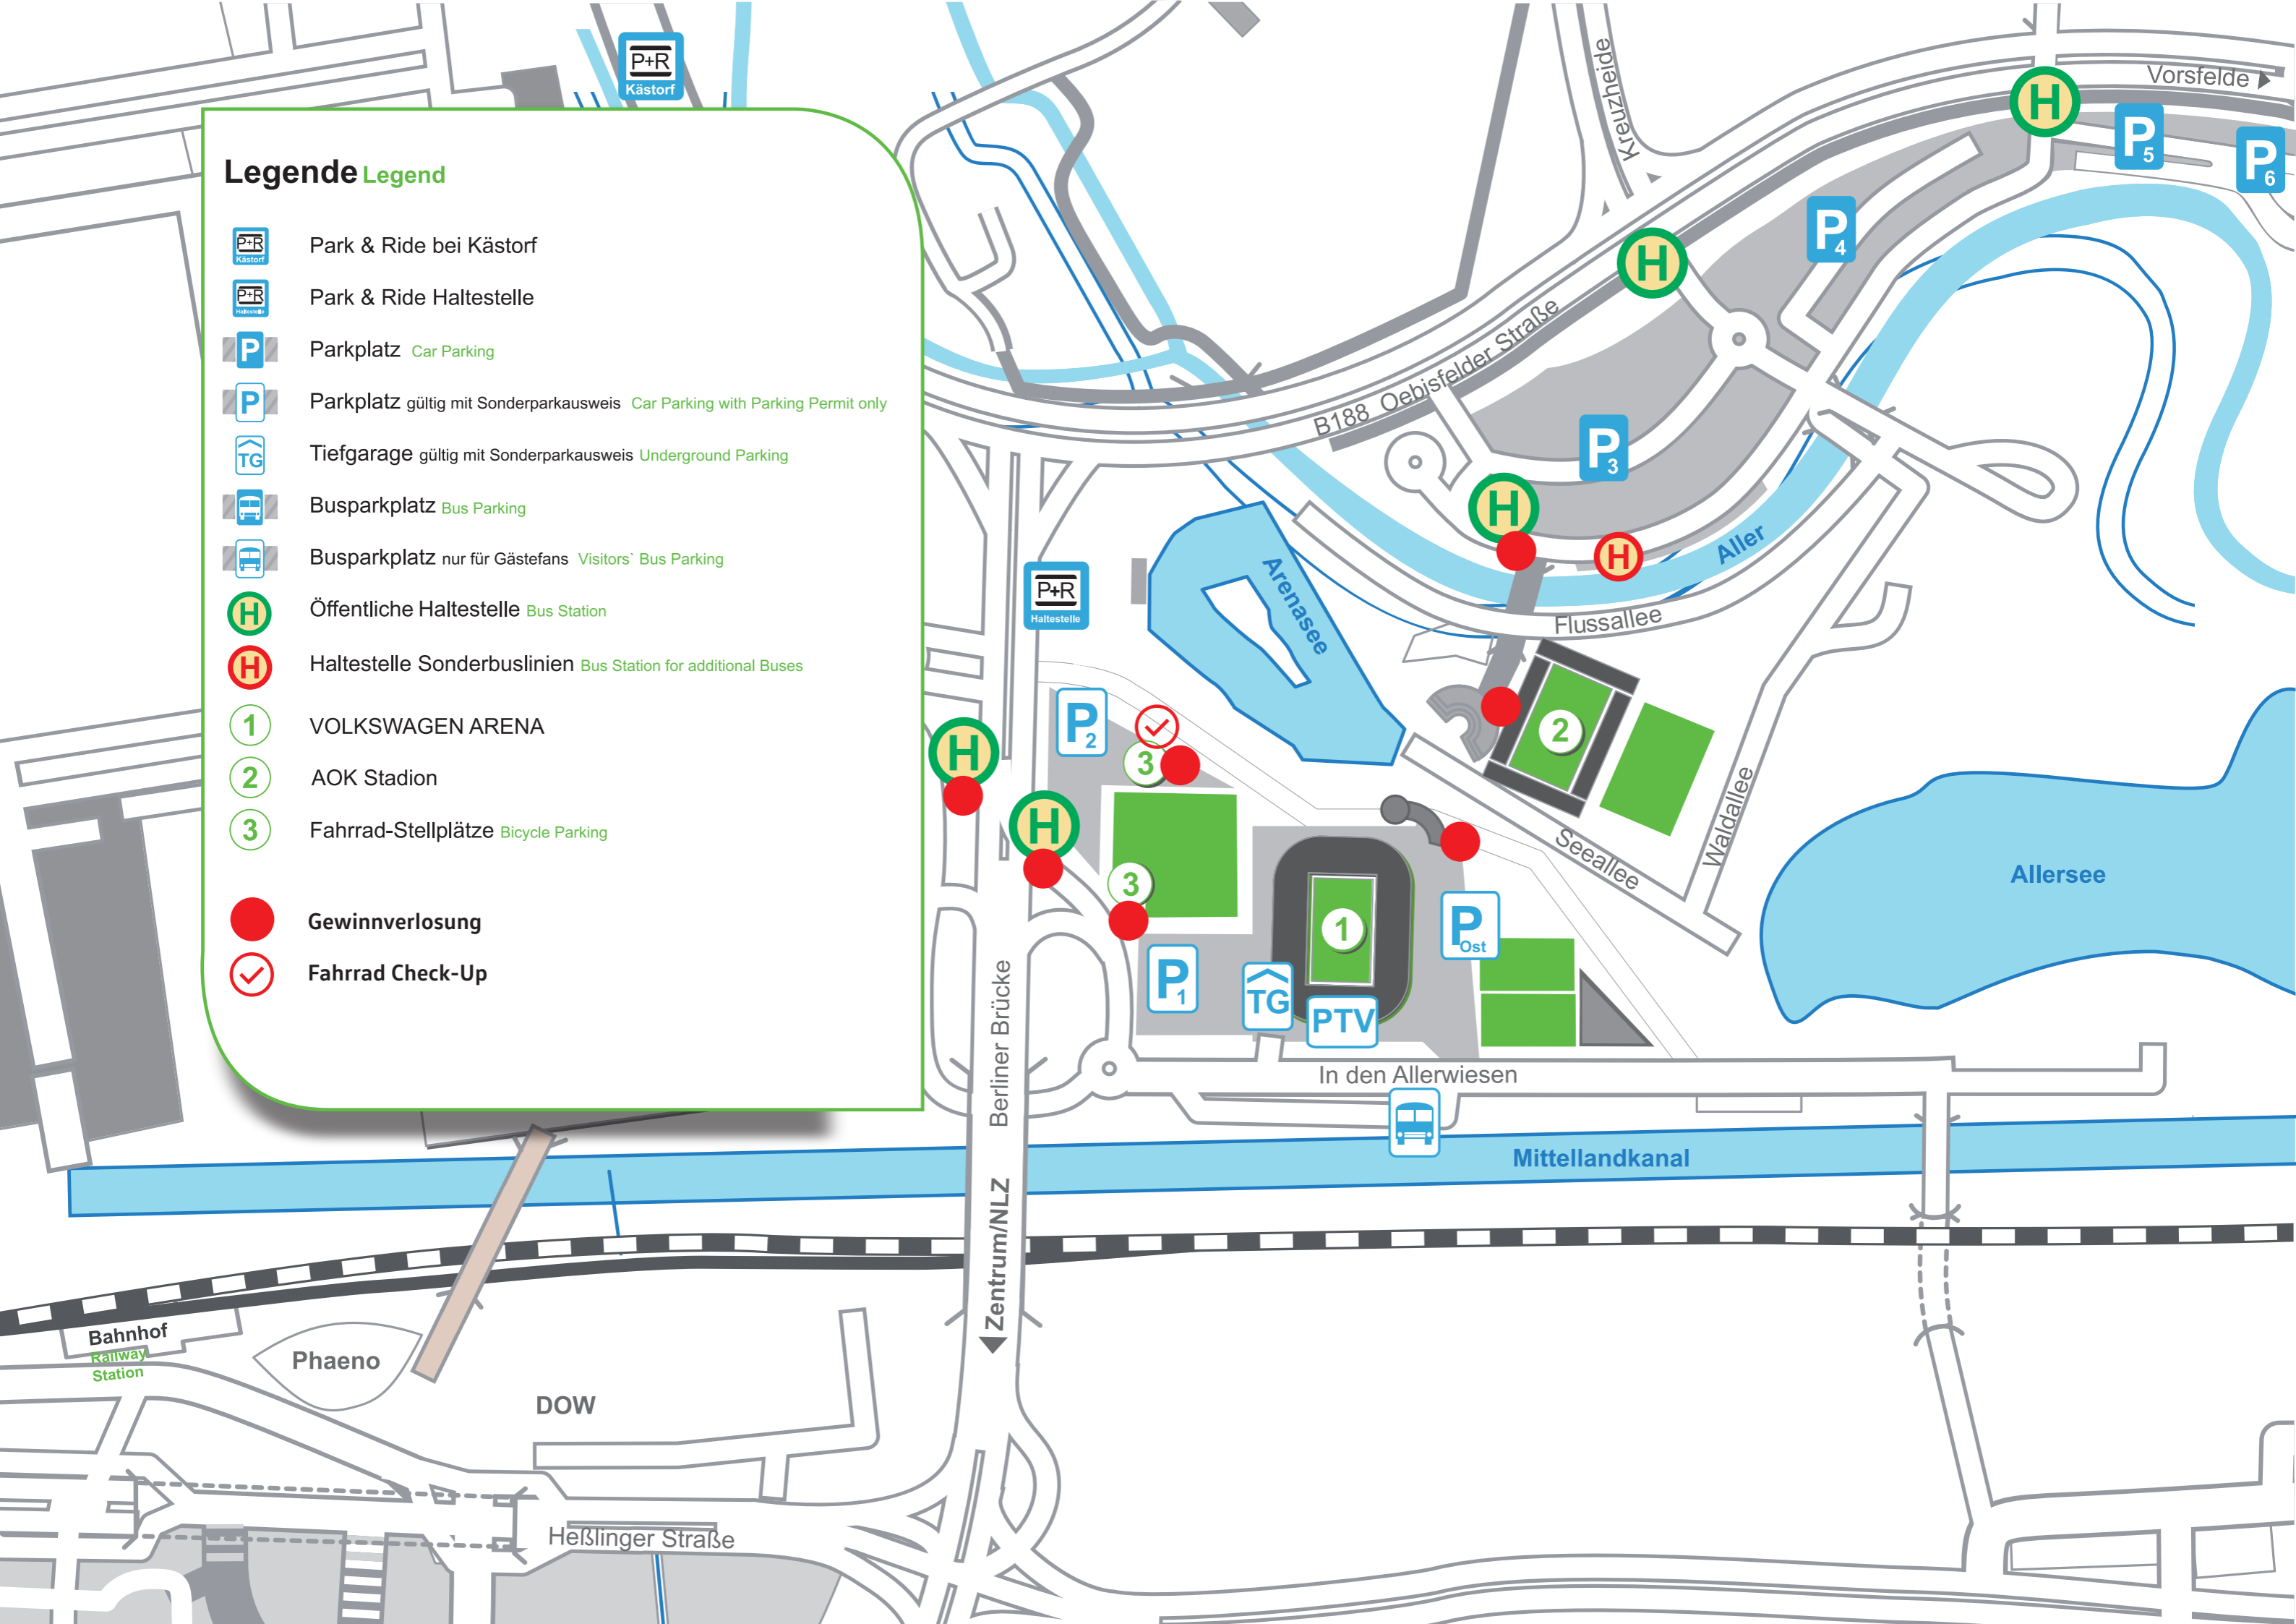 P+R
Kästorf
Legende Legend
P+R
Kästorf
Park & Ride bei Kästorf
P+R
Haltestelle
Park & Ride Haltestelle
P
Parkplatz Car Parking
P
Parkplatz gültig mit Sonderparkausweis Car Parking with Parking Permit only
TG
Tiefgarage gültig mit Sonderparkausweis Underground Parking
Busparkplatz Bus Parking
Busparkplatz nur für Gästefans Visitors` Bus Parking
H
Öffentliche Haltestelle Bus Station
H
Haltestelle Sonderbuslinien Bus Station for additional Buses
1
VOLKSWAGEN ARENA
2
AOK Stadion
3
Fahrrad-Stellplätze Bicycle Parking
Gewinnverlosung
Fahrrad Check-Up
Kreuzheide
Vorsfelde
H
P5
P6
P4
H
B188 Oebisfelder Straße
P3
H
H
Aller
Flussallee
Arenasee
P+R
Haltestelle
P2
3
2
H
H
3
Seeallee
Waldallee
Allersee
1
P Ost
P1
TG
PTV
Berliner Brücke
In den Allerwiesen
Mittellandkanal
Zentrum/NLZ
Bahnhof
Railway
Station
Phaeno
DOW
Heßlinger Straße